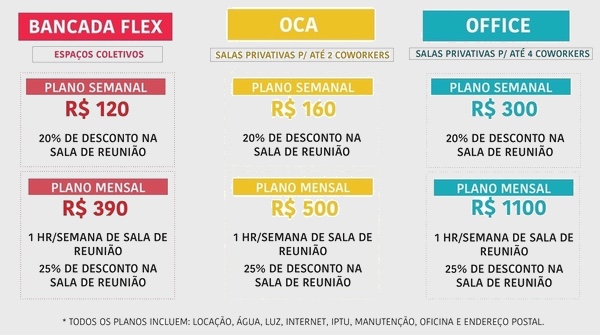 BANCADA FLEX
ESPAÇOS COLETIVOS
PLANO SEMANAL
R$ 120
20% DE DESCONTO NA
SALA DE REUNIÃO
PLANO MENSAL
R$ 390
1 HR/SEMANA DE SALA DE
REUNIÃO
25% DE DESCONTO NA
SALA DE REUNIÃO
OCA
SALAS PRIVATIVAS P/ ATÉ 2 COWORKERS
PLANO SEMANAL
R$ 160
20% DE DESCONTO NA
SALA DE REUNIÃO
PLANO MENSAL
R$ 500
1 HR/SEMANA DE SALA DE
REUNIÃO
25% DE DESCONTO NA
SALA DE REUNIÃO
OFFICE
SALAS PRIVATIVAS P/ ATÉ 4 COWORKERS
PLANO SEMANAL
R$ 300
20% DE DESCONTO NA
SALA DE REUNIÃO
PLANO MENSAL
R$ 1100
1 HR/SEMANA DE SALA DE
REUNIÃO
25% DE DESCONTO NA
SALA DE REUNIÃO
* TODOS OS PLANOS INCLUEM: LOCAÇÃO, ÁGUA, LUZ, INTERNET, IPTU, MANUTENÇÃO, OFICINA E ENDEREÇO POSTAL.